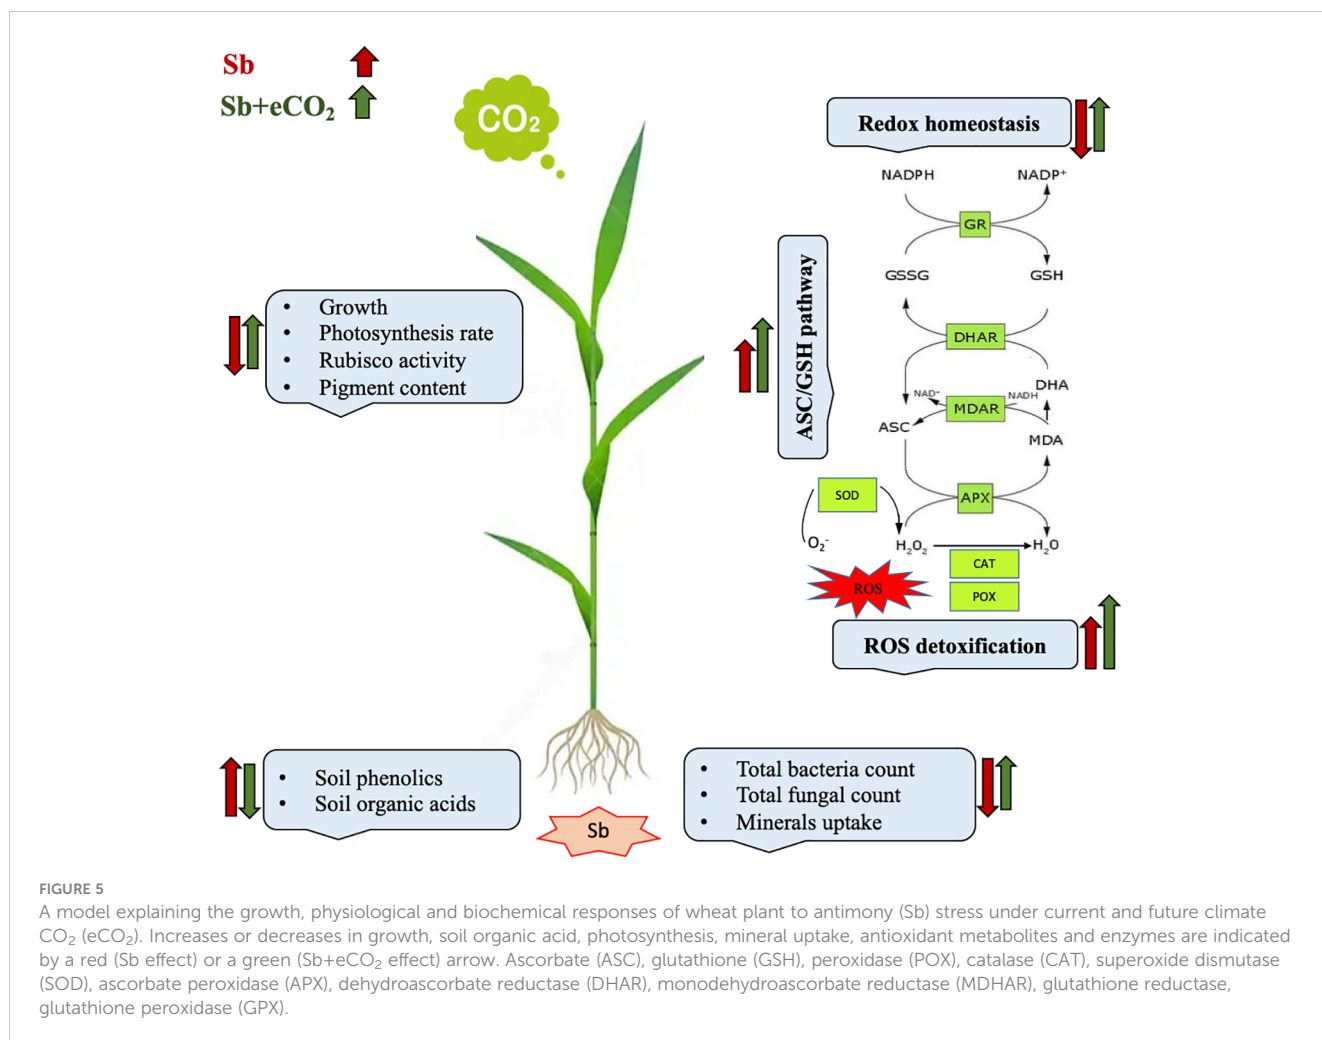 Sb
Sb+eCO₂
CO₂
Redox homeostasis
NADPH
NADP⁺
GR
GSSG
GSH
ASC/GSH pathway
DHAR
DHA
NAD⁻
NADH
MDAR
ASC
MDA
SOD
APX
O₂⁻
H₂O₂
H₂O
CAT
ROS
POX
ROS detoxification
• Growth
• Photosynthesis rate
• Rubisco activity
• Pigment content
• Soil phenolics
• Soil organic acids
Sb
• Total bacteria count
• Total fungal count
• Minerals uptake
FIGURE 5
A model explaining the growth, physiological and biochemical responses of wheat plant to antimony (Sb) stress under current and future climate
CO₂ (eCO₂). Increases or decreases in growth, soil organic acid, photosynthesis, mineral uptake, antioxidant metabolites and enzymes are indicated
by a red (Sb effect) or a green (Sb+eCO₂ effect) arrow. Ascorbate (ASC), glutathione (GSH), peroxidase (POX), catalase (CAT), superoxide dismutase
(SOD), ascorbate peroxidase (APX), dehydroascorbate reductase (DHAR), monodehydroascorbate reductase (MDHAR), glutathione reductase,
glutathione peroxidase (GPX).